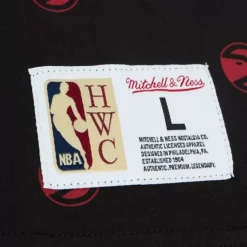 Mitchell & Ness
HWC
NBA
L
MITCHELL & NESS NOSTALGIA CO.
AUTHENTIC LICENSED APPAREL
DESIGNED IN PHILADELPHIA, PA.
ESTABLISHED 1904
AUTHENTIC, PREMIUM, LEGENDARY.